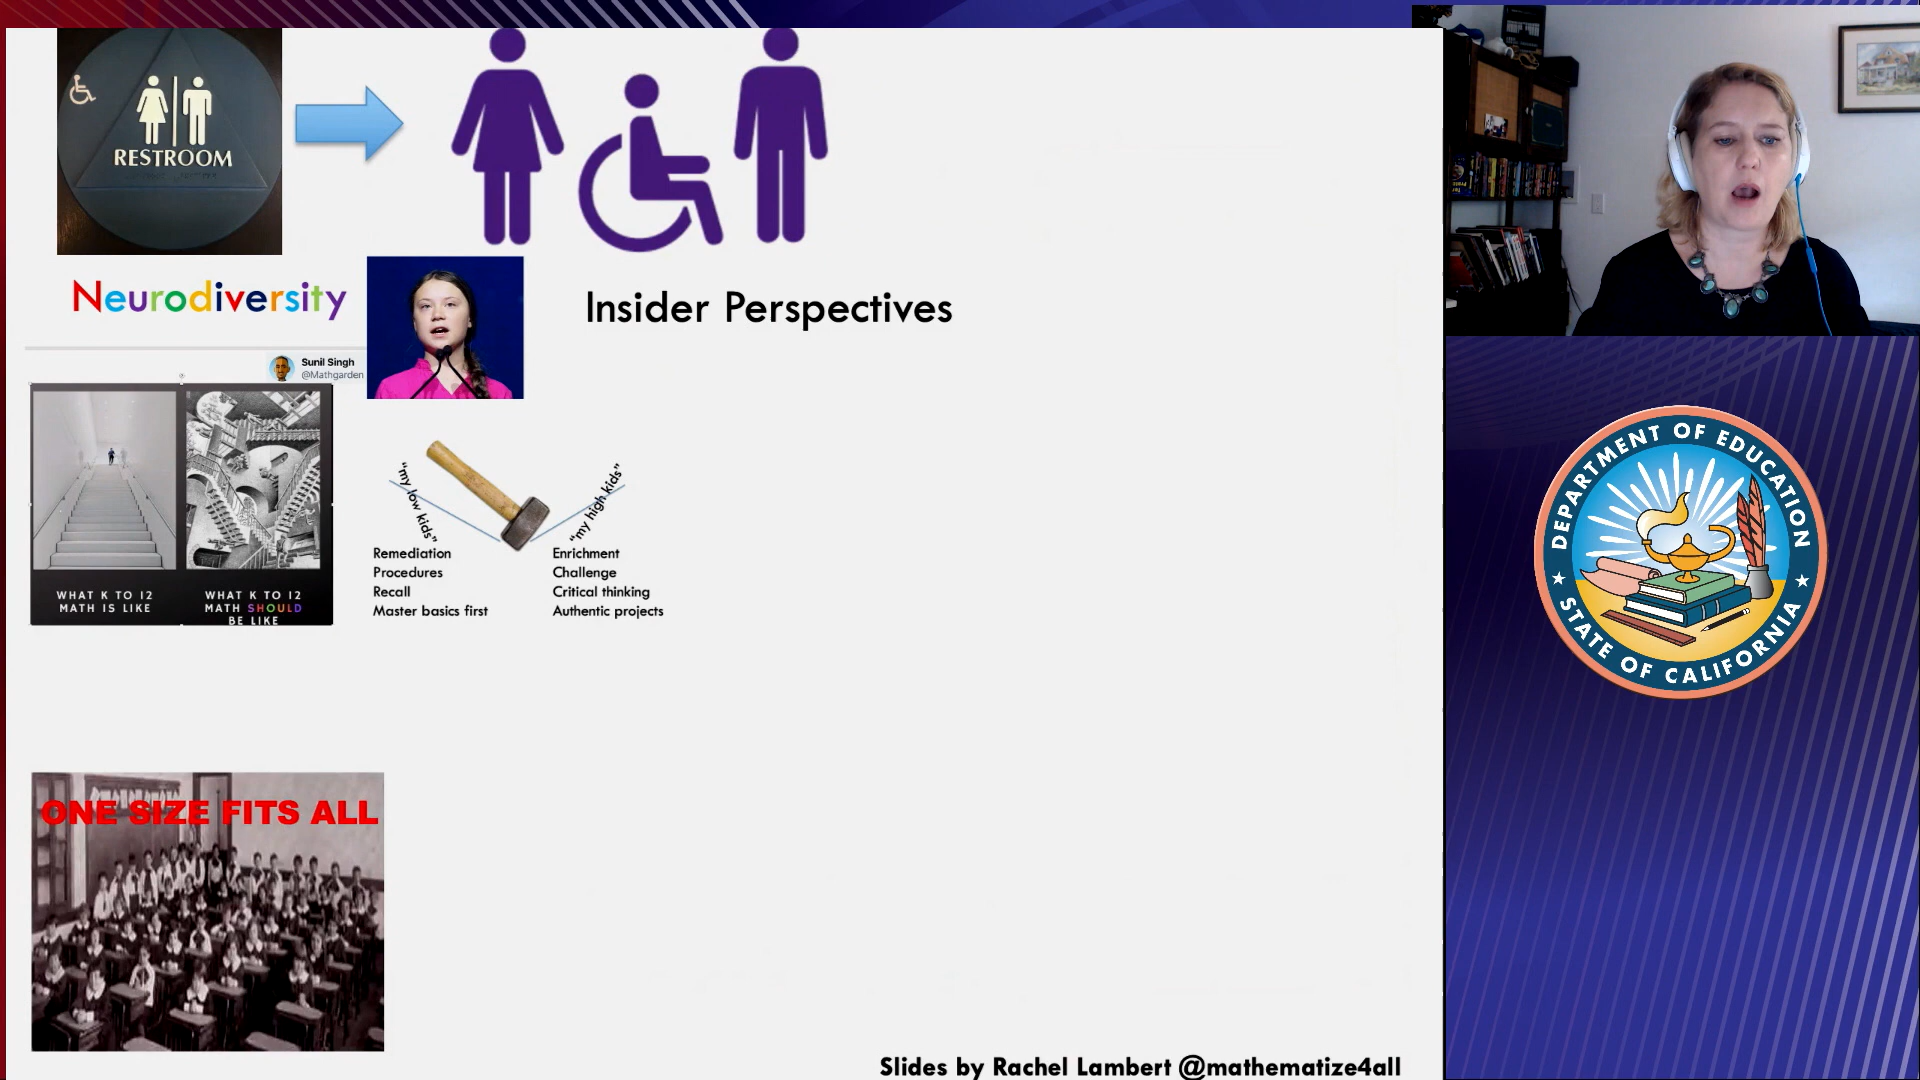 RESTROOM
Neurodiversity
Insider Perspectives
Sunil Singh
@Mathgarden
WHAT K TO 12
MATH IS LIKE
WHAT K TO 12
MATH SHOULD
BE LIKE
"my low kids"
"my high kids"
Remediation
Procedures
Recall
Master basics first
Enrichment
Challenge
Critical thinking
Authentic projects
ONE SIZE FITS ALL
Slides by Rachel Lambert @mathematize4all
DEPARTMENT OF EDUCATION
STATE OF CALIFORNIA